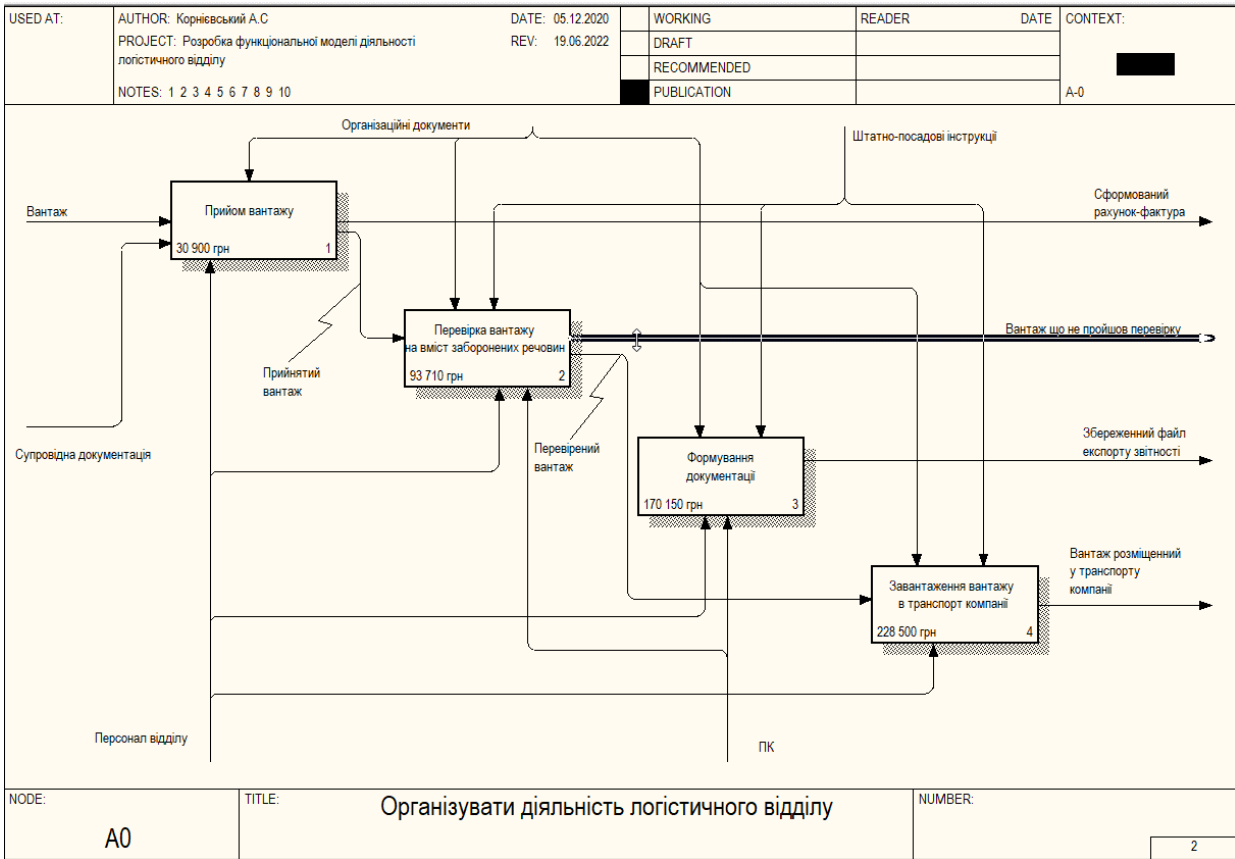 USED AT:
AUTHOR: Корнієвський А.С
DATE: 05.12.2020
PROJECT: Розробка функціональної моделі діяльності
логістичного відділу
REV: 19.06.2022
NOTES: 1 2 3 4 5 6 7 8 9 10
WORKING
DRAFT
RECOMMENDED
PUBLICATION
READER
DATE
CONTEXT:
A-0
Організаційні документи
Штатно-посадові інструкції
Вантаж
Прийом вантажу
30 900 грн
1
Сформований
рахунок-фактура
Перевірка вантажу
на вміст заборонених речовин
93 710 грн
2
Вантаж що не пройшов перевірку
Прийнятий
вантаж
Супровідна документація
Перевірений
вантаж
Формування
документації
170 150 грн
3
Збереженний файл
експорту звітності
Завантаження вантажу
в транспорт компанії
228 500 грн
4
Вантаж розміщенний
у транспорту
компанії
Персонал відділу
ПК
NODE:
A0
TITLE:
Організувати діяльність логістичного відділу
NUMBER:
2